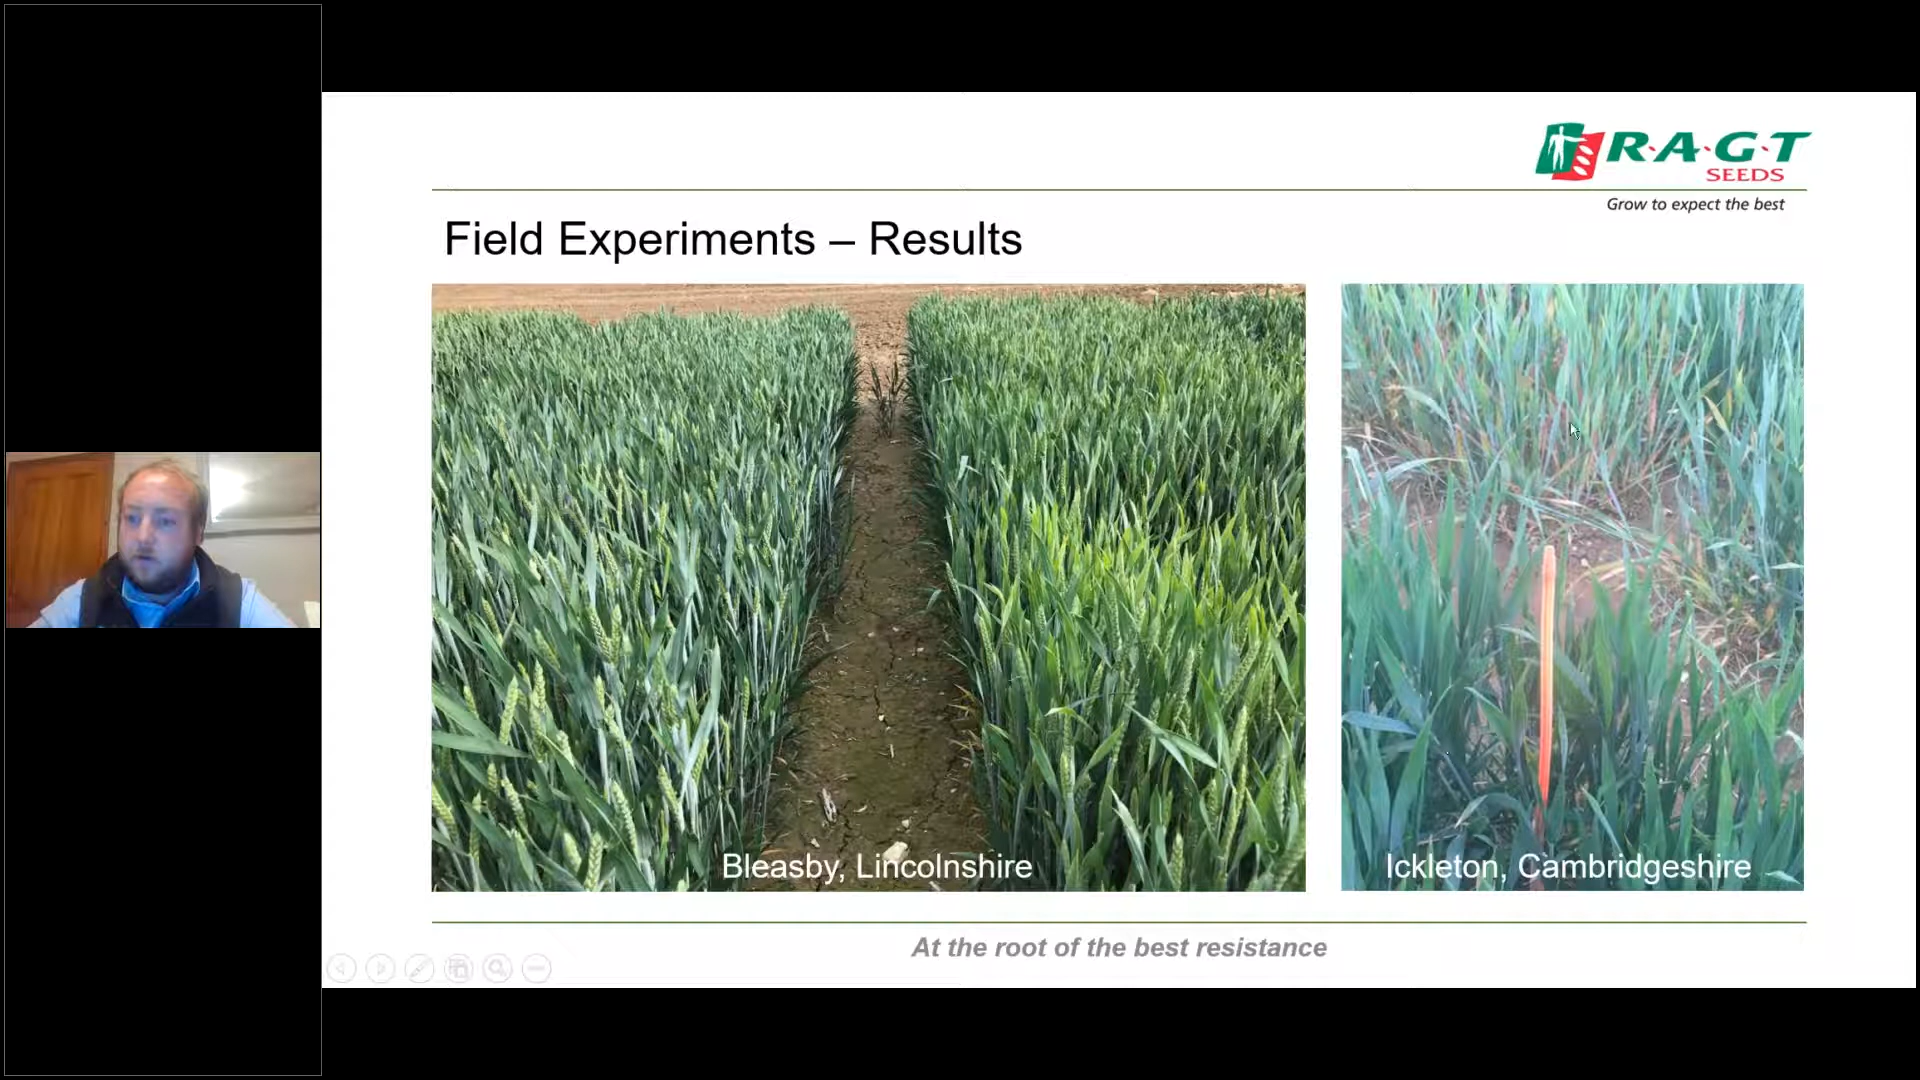 R·A·G·T
SEEDS
Grow to expect the best
Field Experiments – Results
Bleasby, Lincolnshire
Ickleton, Cambridgeshire
At the root of the best resistance